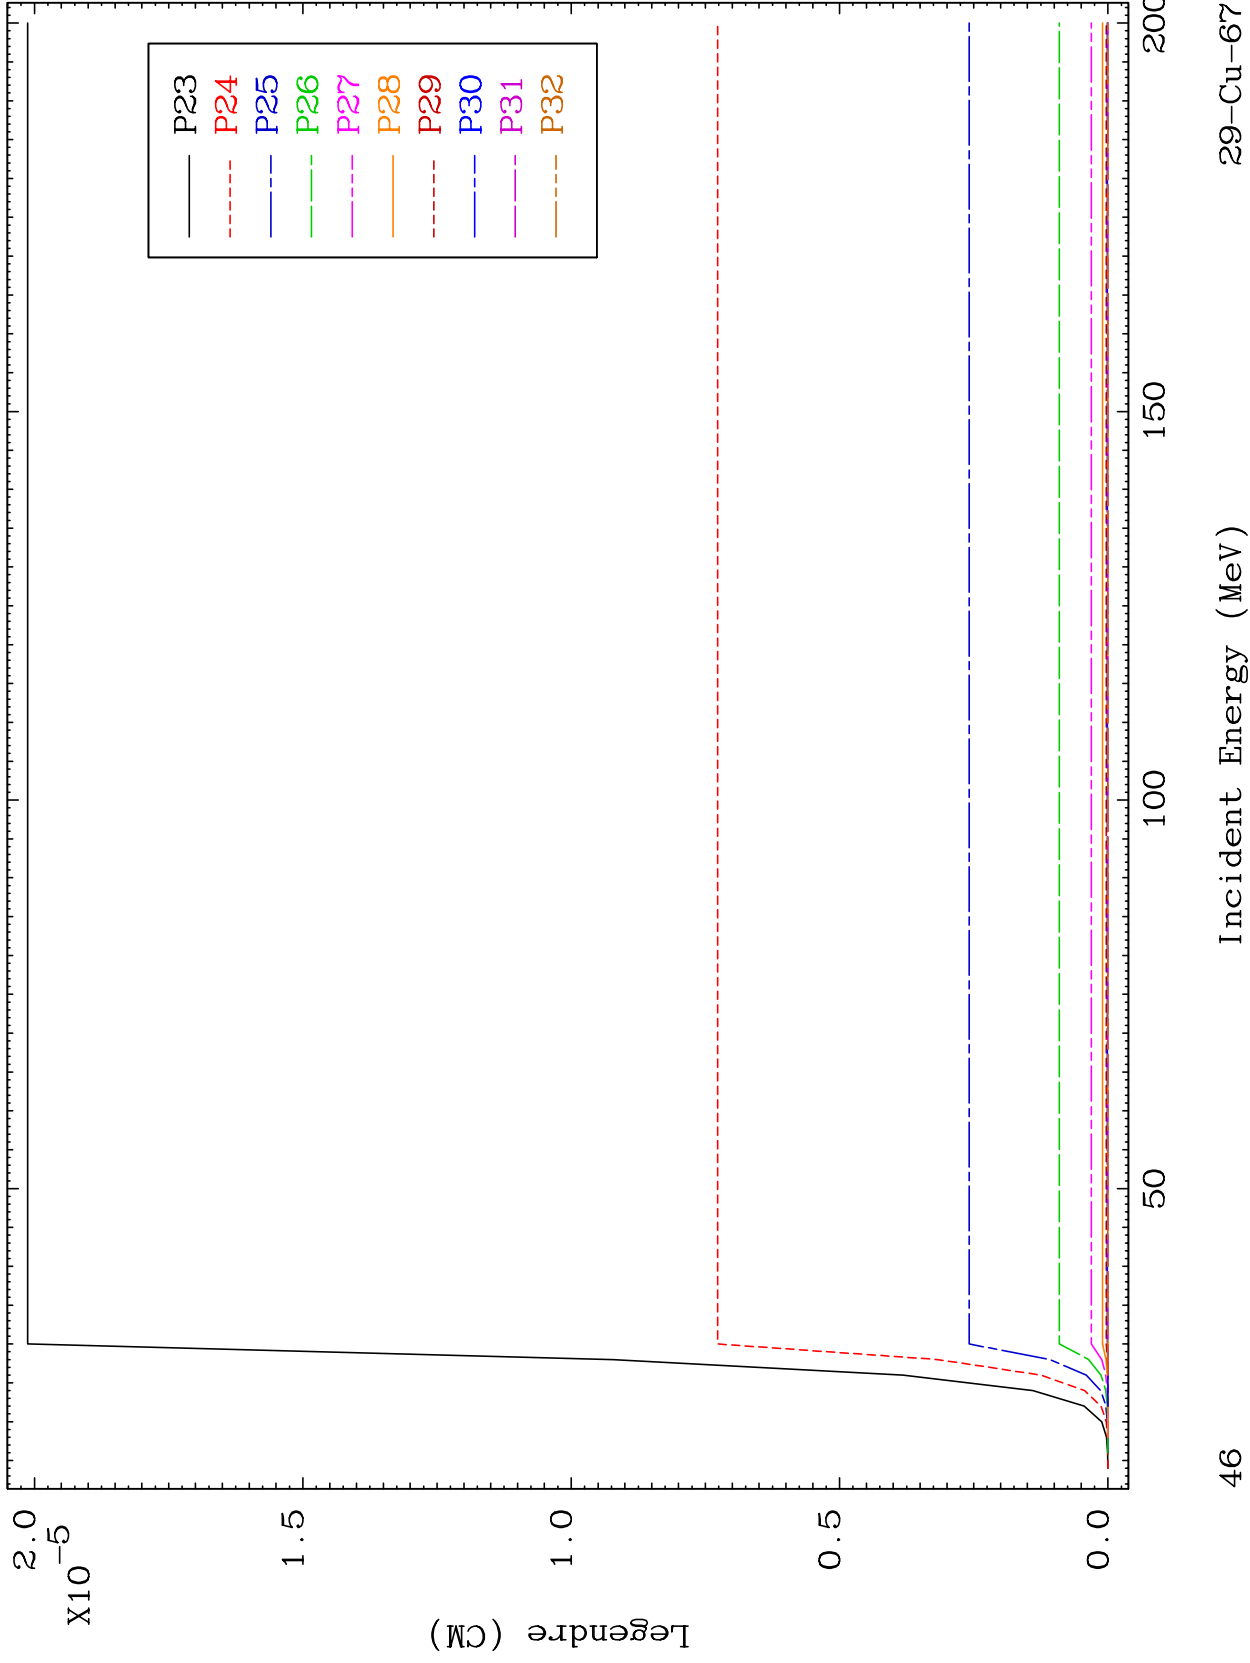 P23
P24
P25
P26
P27
P28
P29
P30
P31
P32
2.0
X10-5
1.5
1.0
0.5
0.0
Legendre (CM)
50
100
150
200
Incident Energy (MeV)
46
29-Cu-67